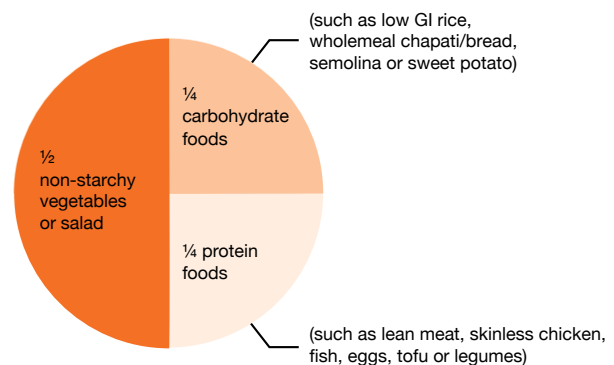 (such as low GI rice,
wholemeal chapati/bread,
semolina or sweet potato)
¼
carbohydrate
foods
½
non-starchy
vegetables
or salad
¼ protein
foods
(such as lean meat, skinless chicken,
fish, eggs, tofu or legumes)